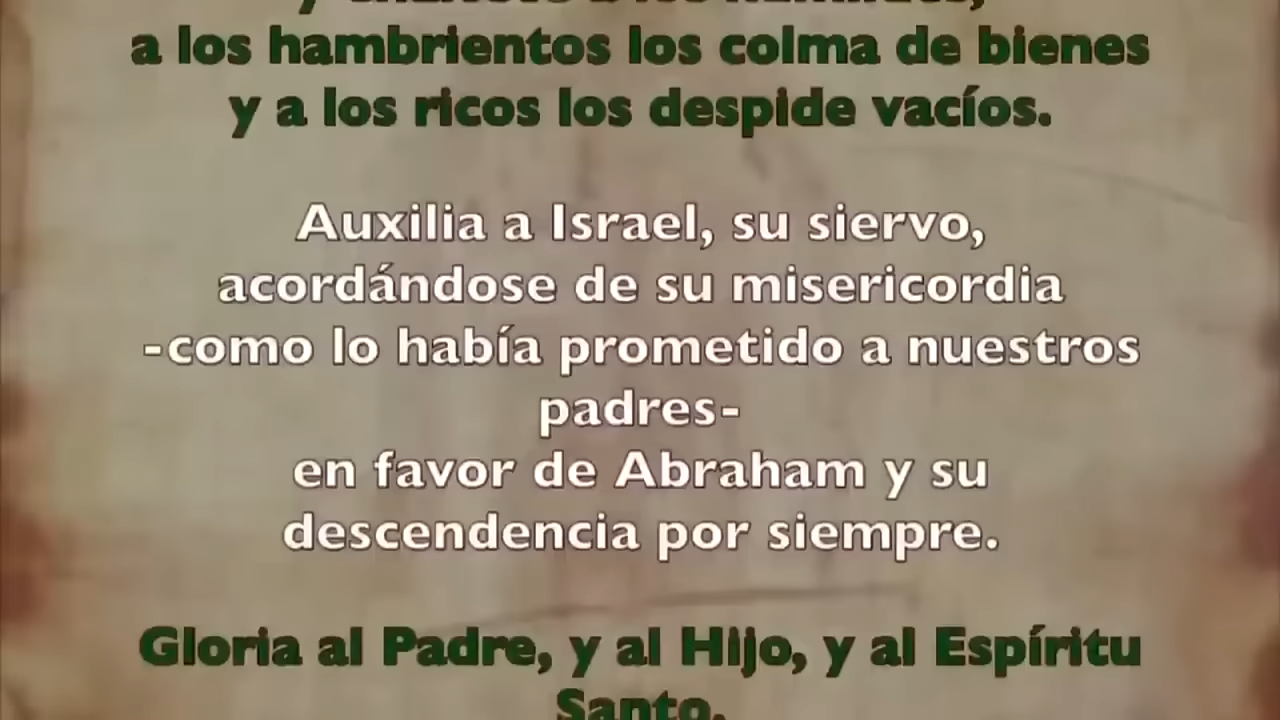 a los hambrientos los colma de bienes
y a los ricos los despide vacíos.
Auxilia a Israel, su siervo,
acordándose de su misericordia
-como lo había prometido a nuestros
padres-
en favor de Abraham y su
descendencia por siempre.
Gloria al Padre, y al Hijo, y al Espíritu
Santo.